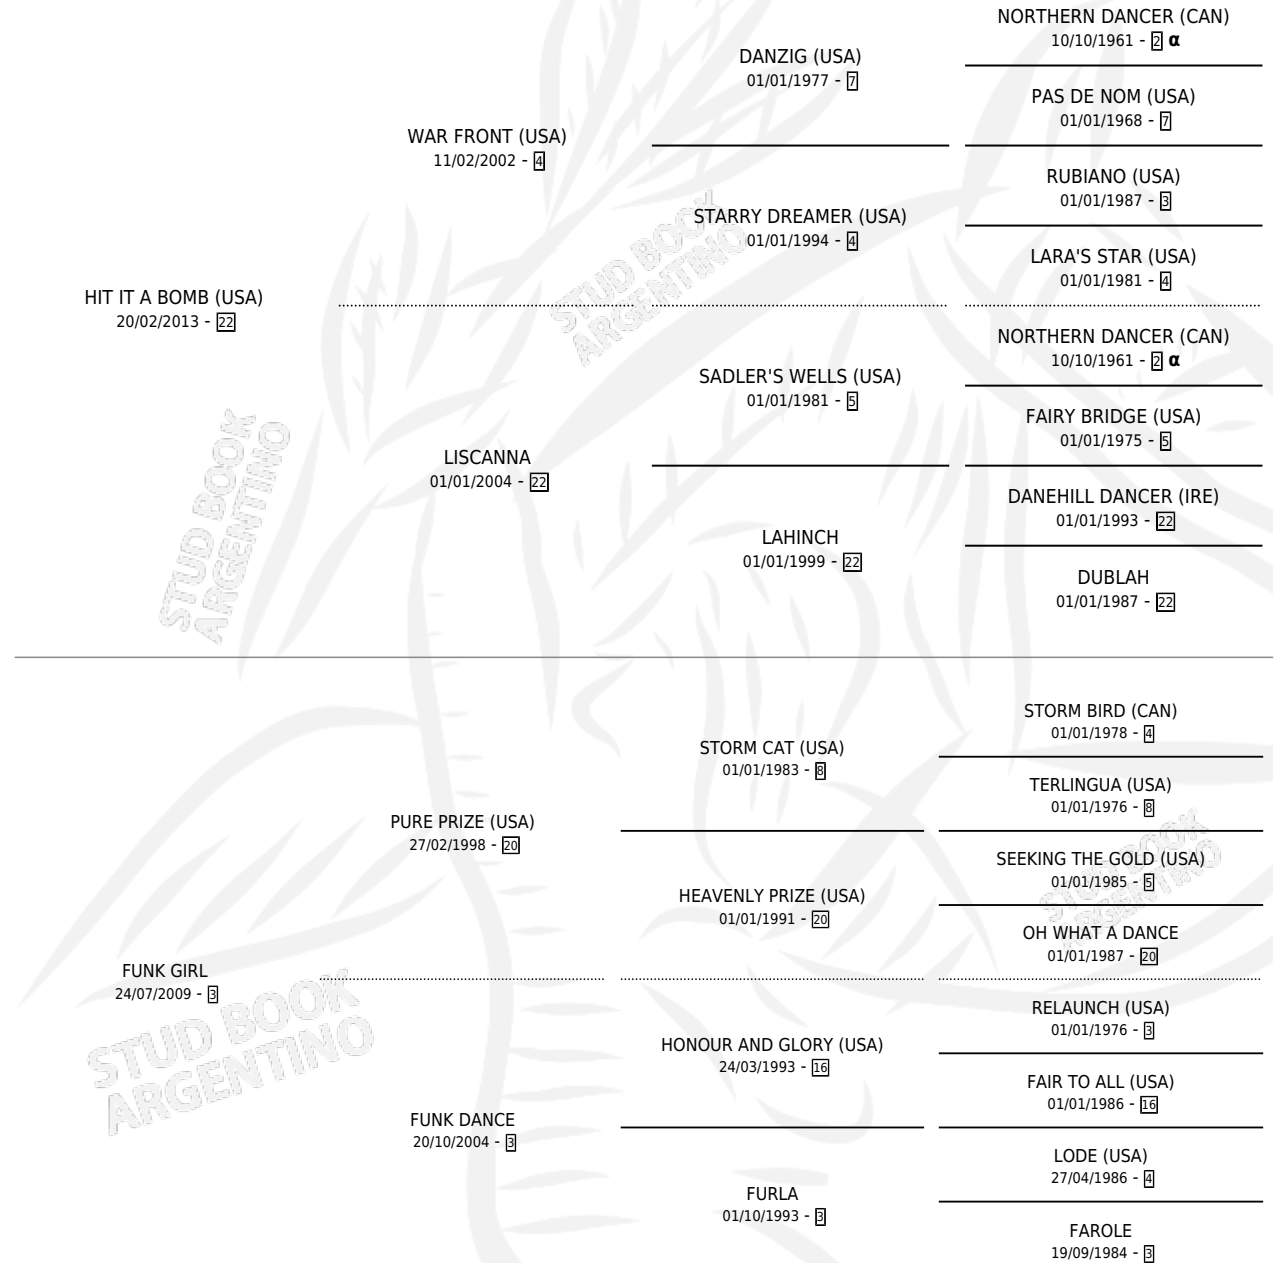 NORTHERN DANCER (CAN)
10/10/1961 - 2 α
DANZIG (USA)
01/01/1977 - 7
PAS DE NOM (USA)
01/01/1968 - 7
WAR FRONT (USA)
11/02/2002 - 4
RUBIANO (USA)
01/01/1987 - 3
STARRY DREAMER (USA)
01/01/1994 - 4
LARA'S STAR (USA)
01/01/1981 - 4
HIT IT A BOMB (USA)
20/02/2013 - 22
NORTHERN DANCER (CAN)
10/10/1961 - 2 α
SADLER'S WELLS (USA)
01/01/1981 - 5
FAIRY BRIDGE (USA)
01/01/1975 - 5
LISCANNA
01/01/2004 - 22
DANEHILL DANCER (IRE)
01/01/1993 - 22
LAHINCH
01/01/1999 - 22
DUBLAH
01/01/1987 - 22
STORM BIRD (CAN)
01/01/1978 - 4
STORM CAT (USA)
01/01/1983 - 8
TERLINGUA (USA)
01/01/1976 - 8
PURE PRIZE (USA)
27/02/1998 - 20
SEEKING THE GOLD (USA)
01/01/1985 - 5
HEAVENLY PRIZE (USA)
01/01/1991 - 20
OH WHAT A DANCE
01/01/1987 - 20
FUNK GIRL
24/07/2009 - 3
RELAUNCH (USA)
01/01/1976 - 3
HONOUR AND GLORY (USA)
24/03/1993 - 16
FAIR TO ALL (USA)
01/01/1986 - 16
FUNK DANCE
20/10/2004 - 3
LODE (USA)
27/04/1986 - 4
FURLA
01/10/1993 - 3
FAROLE
19/09/1984 - 3
STUD BOOK
ARGENTINO
STUD BOOK
ARGENTINO
STUD BOOK
ARGENTINO
STUD BOOK
ARGENTINO